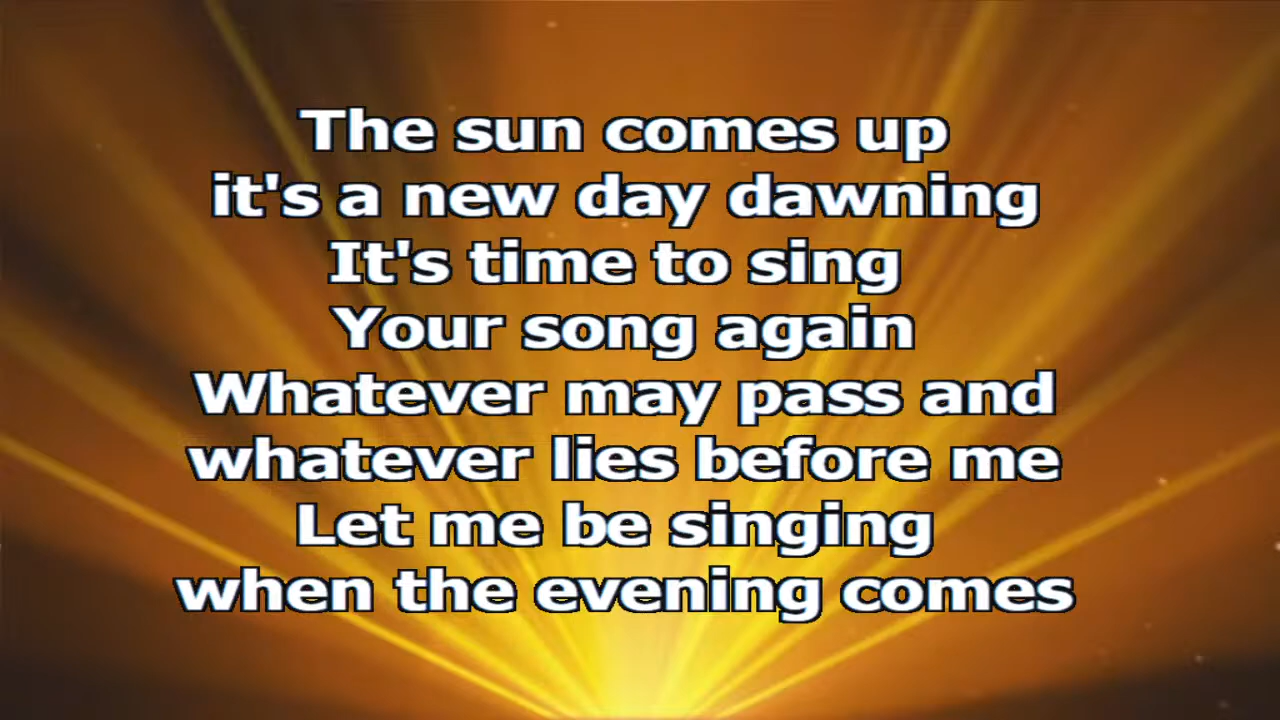 The sun comes up
it's a new day dawning
It's time to sing
Your song again
Whatever may pass and
whatever lies before me
Let me be singing
when the evening comes